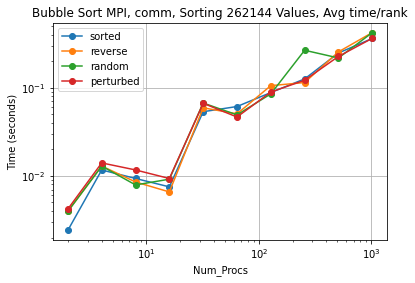 Bubble Sort MPI, comm, Sorting 262144 Values, Avg time/rank
sorted
reverse
random
perturbed
Time (seconds)
10⁻¹
10⁻²
10¹
10²
10³
Num_Procs